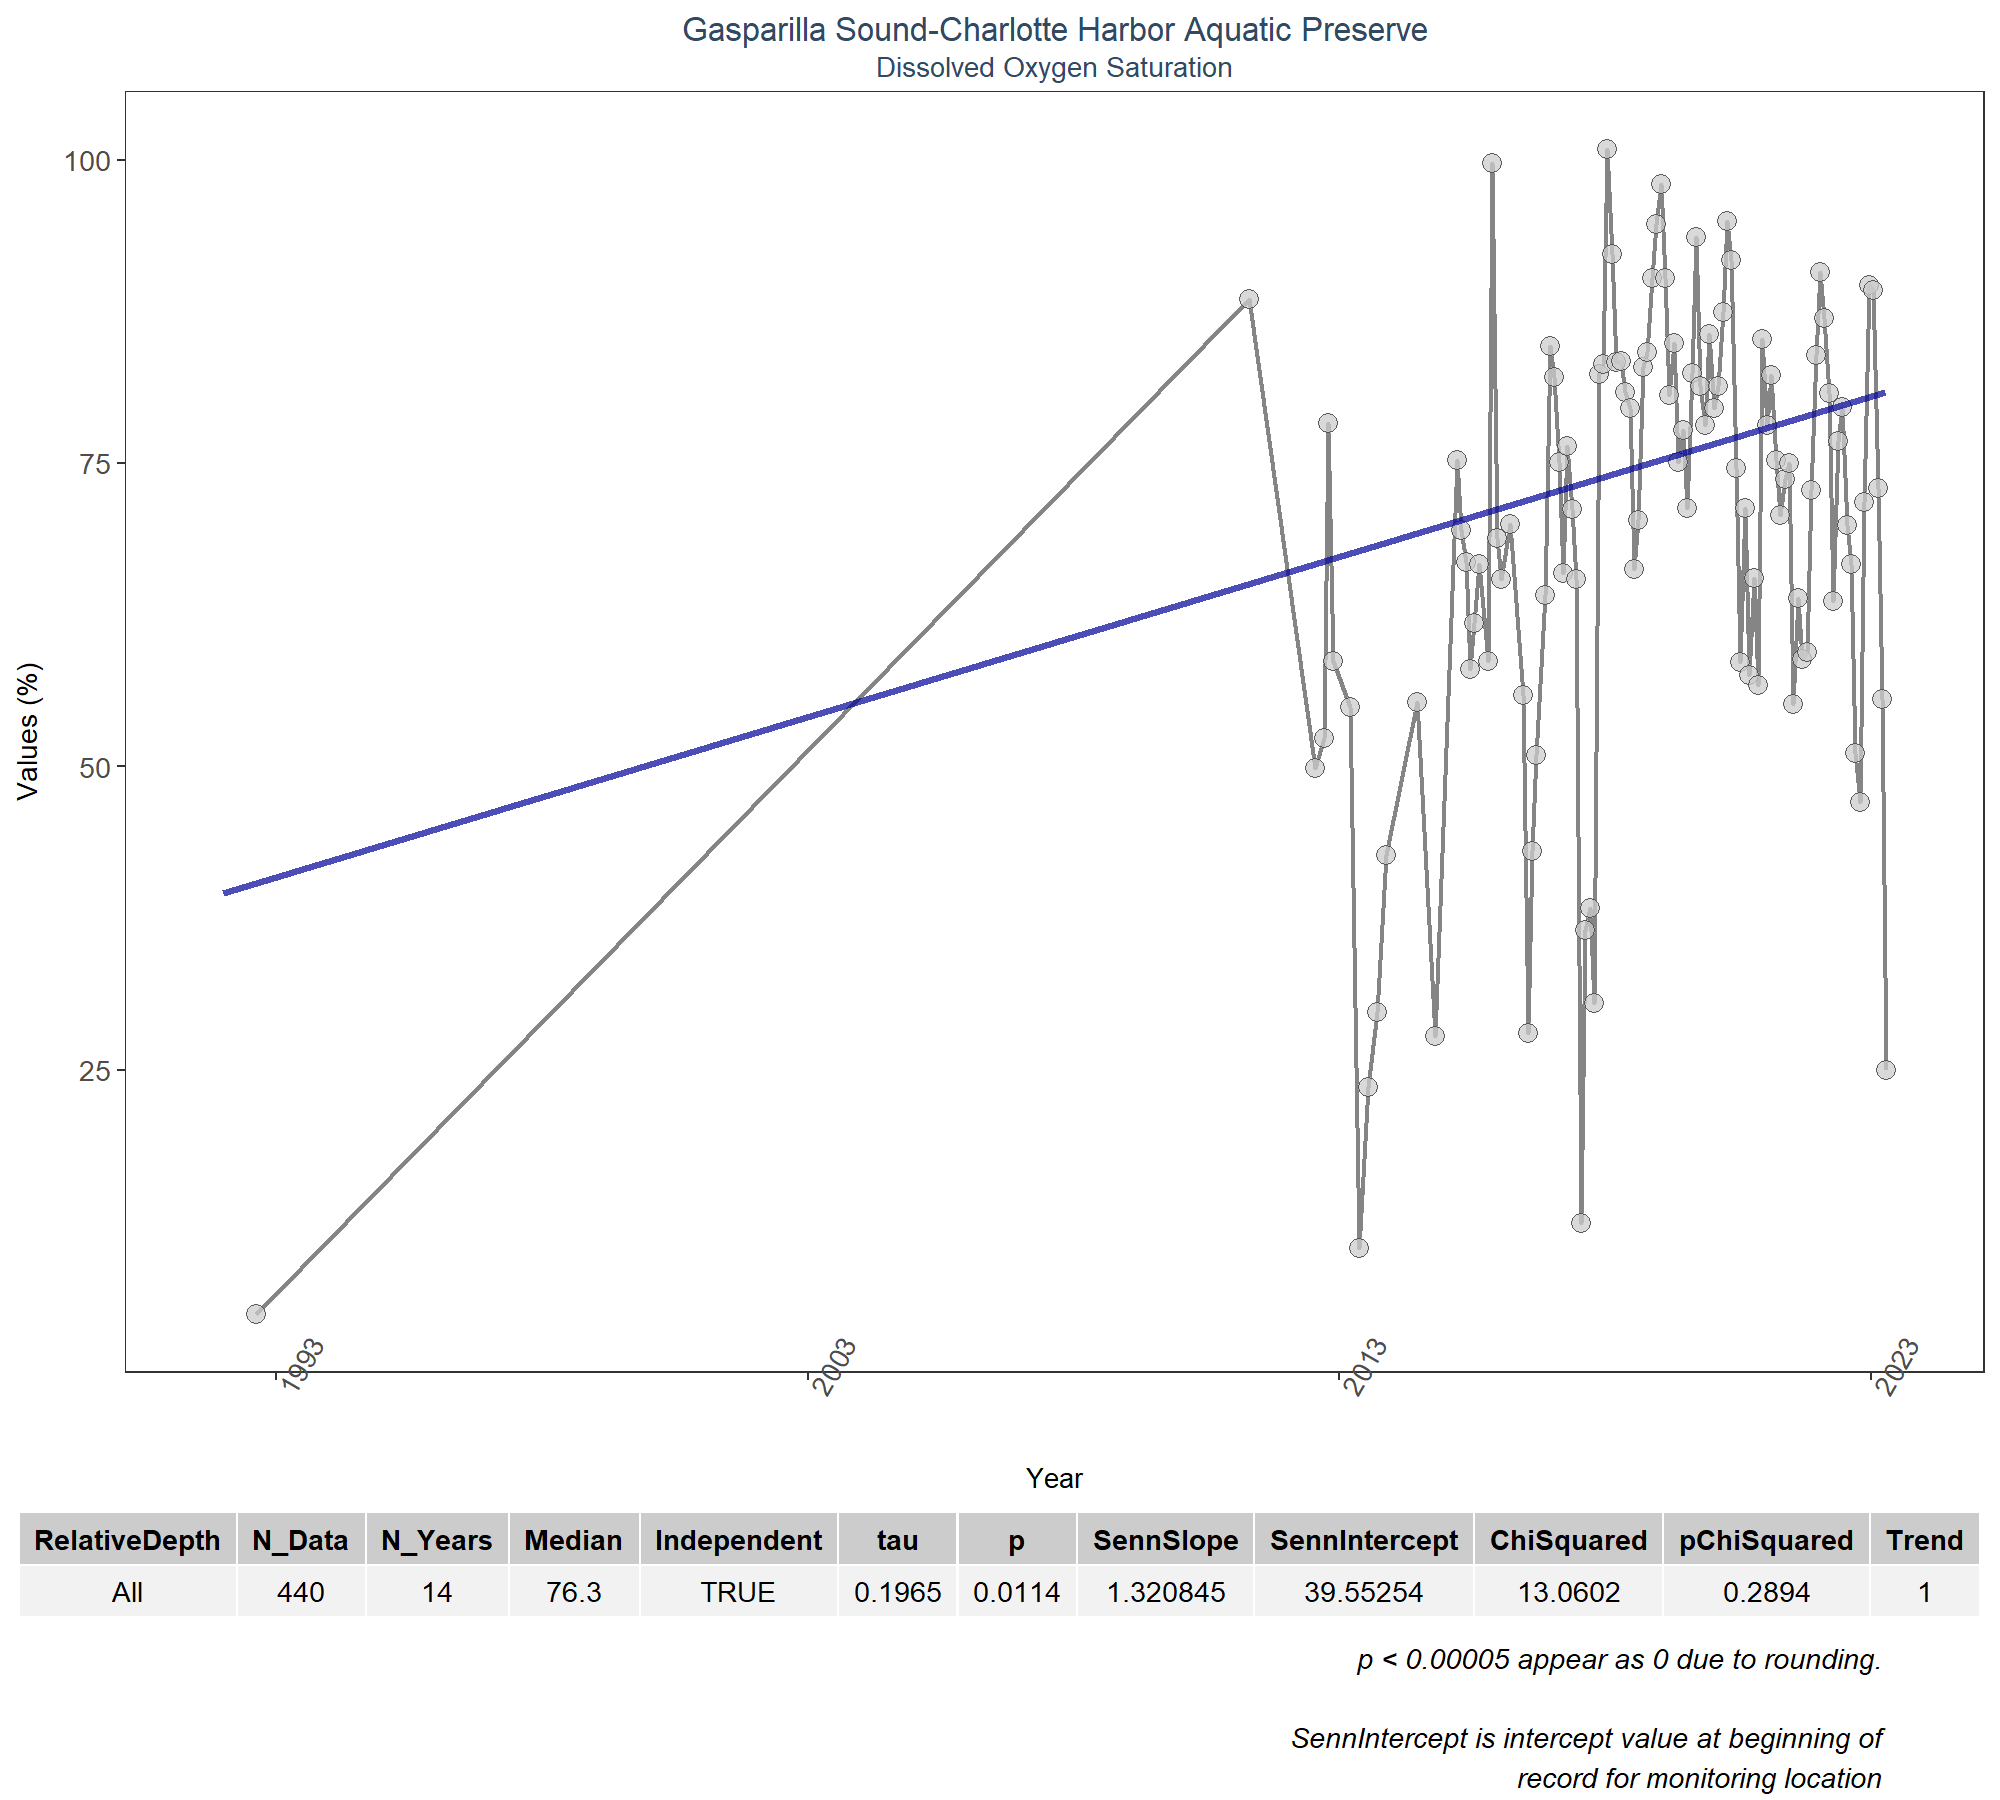 Gasparilla Sound-Charlotte Harbor Aquatic Preserve
Dissolved Oxygen Saturation
100
75
50
25
Values (%)
1993
2003
2013
2023
Year
RelativeDepth N_Data N_Years Median Independent tau p SennSlope SennIntercept ChiSquared pChiSquared Trend
All 440 14 76.3 TRUE 0.1965 0.0114 1.320845 39.55254 13.0602 0.2894 1
p < 0.00005 appear as 0 due to rounding.
SennIntercept is intercept value at beginning of
record for monitoring location